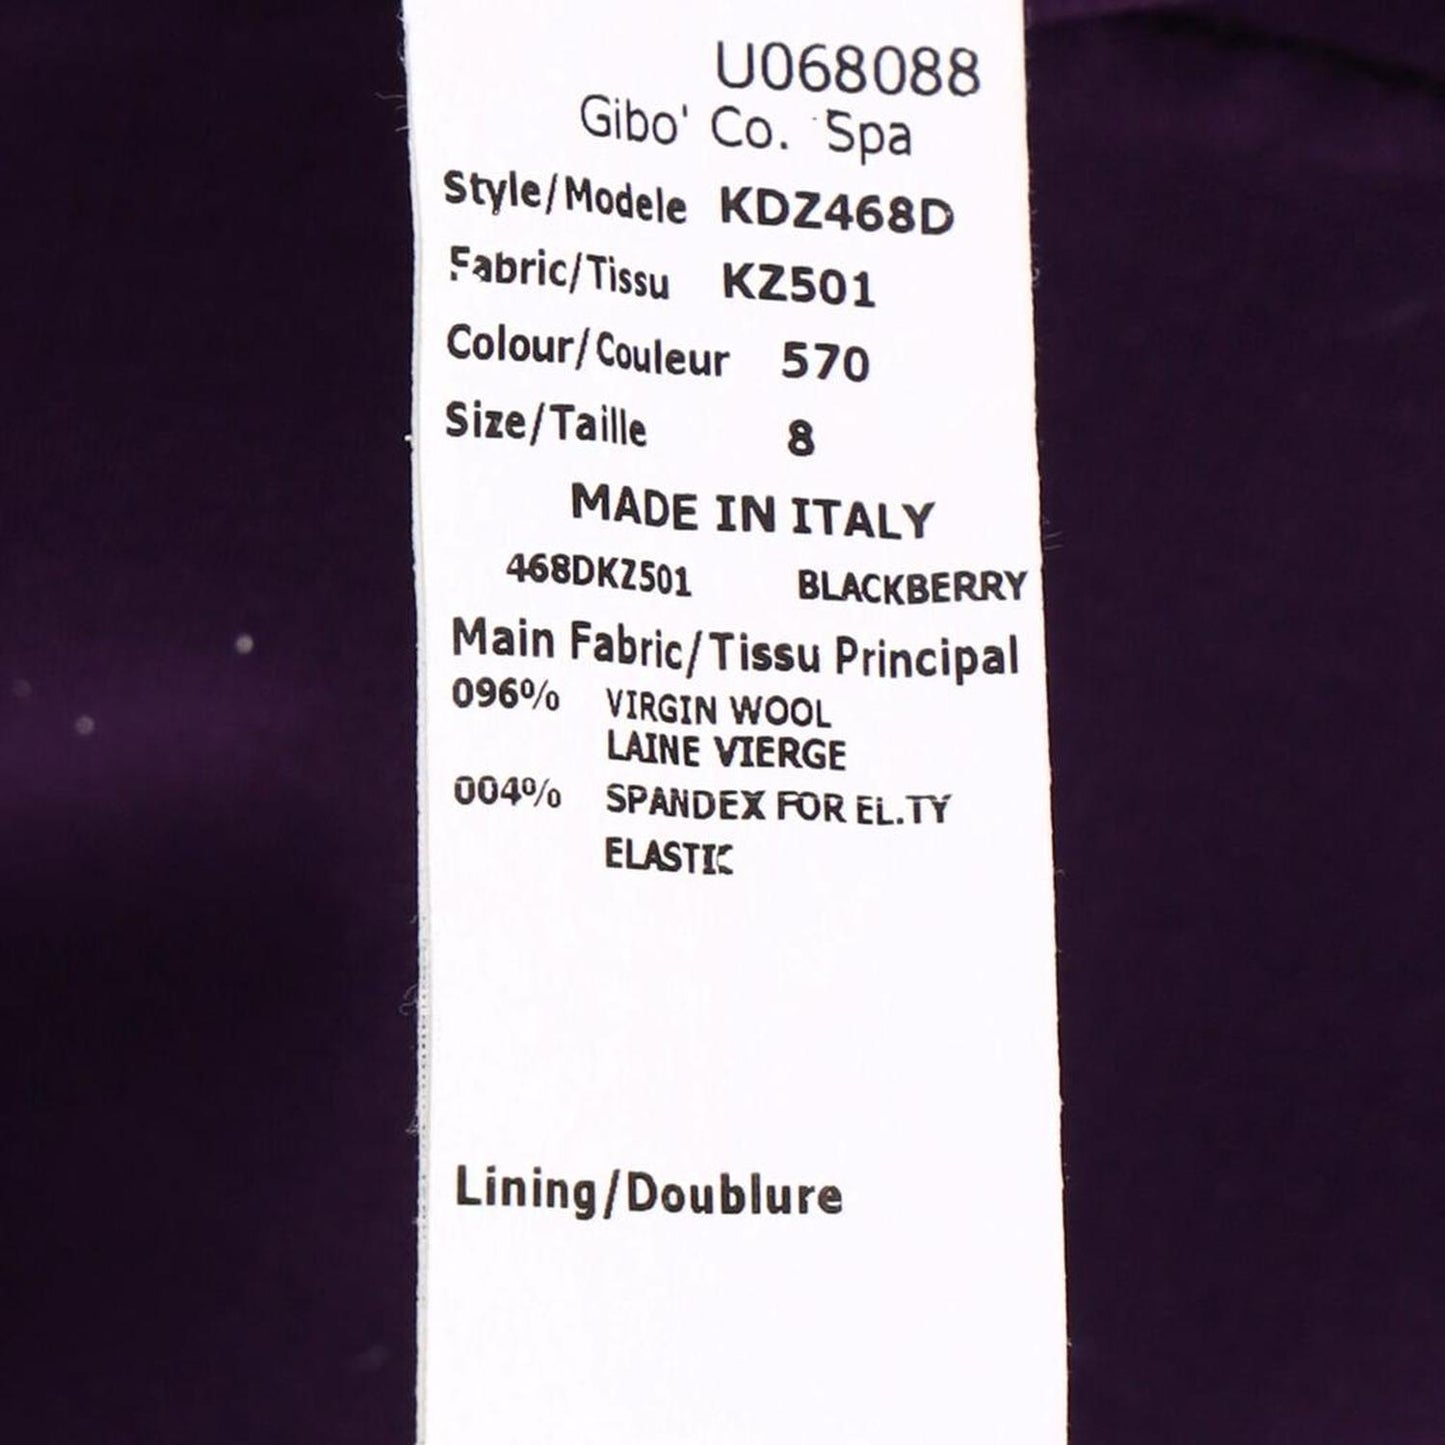 U068088
Gibo' Co. Spa
Style/Modele KDZ468D
Fabric/Tissu KZ501
Colour/Couleur 570
Size/Taille 8
MADE IN ITALY
468DKZ501 BLACKBERRY
Main Fabric/Tissu Principal
096% VIRGIN WOOL
LAINE VIERGE
004% SPANDEX FOR EL.TY
ELASTIC
Lining/Doublure